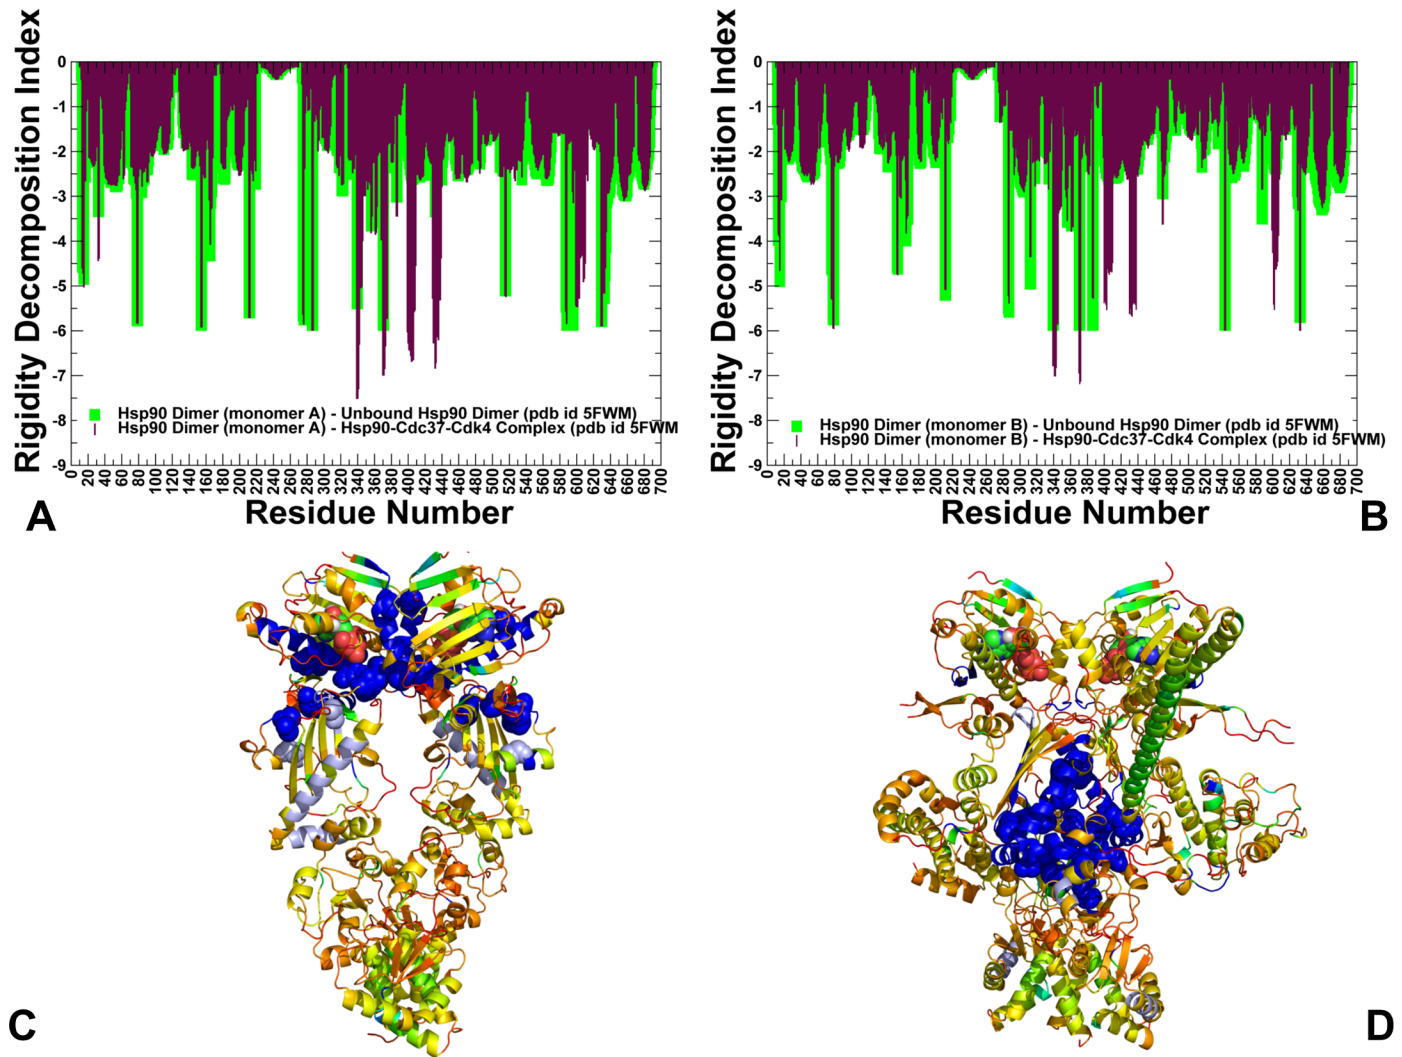 Rigidity Decomposition Index
0
-1
-2
-3
-4
-5
-6
-7
-8
-9
Hsp90 Dimer (monomer A) - Unbound Hsp90 Dimer (pdb id 5FWM)
Hsp90 Dimer (monomer A) - Hsp90-Cdc37-Cdk4 Complex (pdb id 5FWM
0 20 40 60 80 100 120 140 160 180 200 220 240 260 280 300 320 340 360 380 400 420 440 460 480 500 520 540 560 580 600 620 640 660 680 700
Residue Number
A
Rigidity Decomposition Index
0
-1
-2
-3
-4
-5
-6
-7
-8
-9
Hsp90 Dimer (monomer B) - Unbound Hsp90 Dimer (pdb id 5FWM)
Hsp90 Dimer (monomer B) - Hsp90-Cdc37-Cdk4 Complex (pdb id 5FWM)
0 20 40 60 80 100 120 140 160 180 200 220 240 260 280 300 320 340 360 380 400 420 440 460 480 500 520 540 560 580 600 620 640 660 680 700
Residue Number
B
C
D